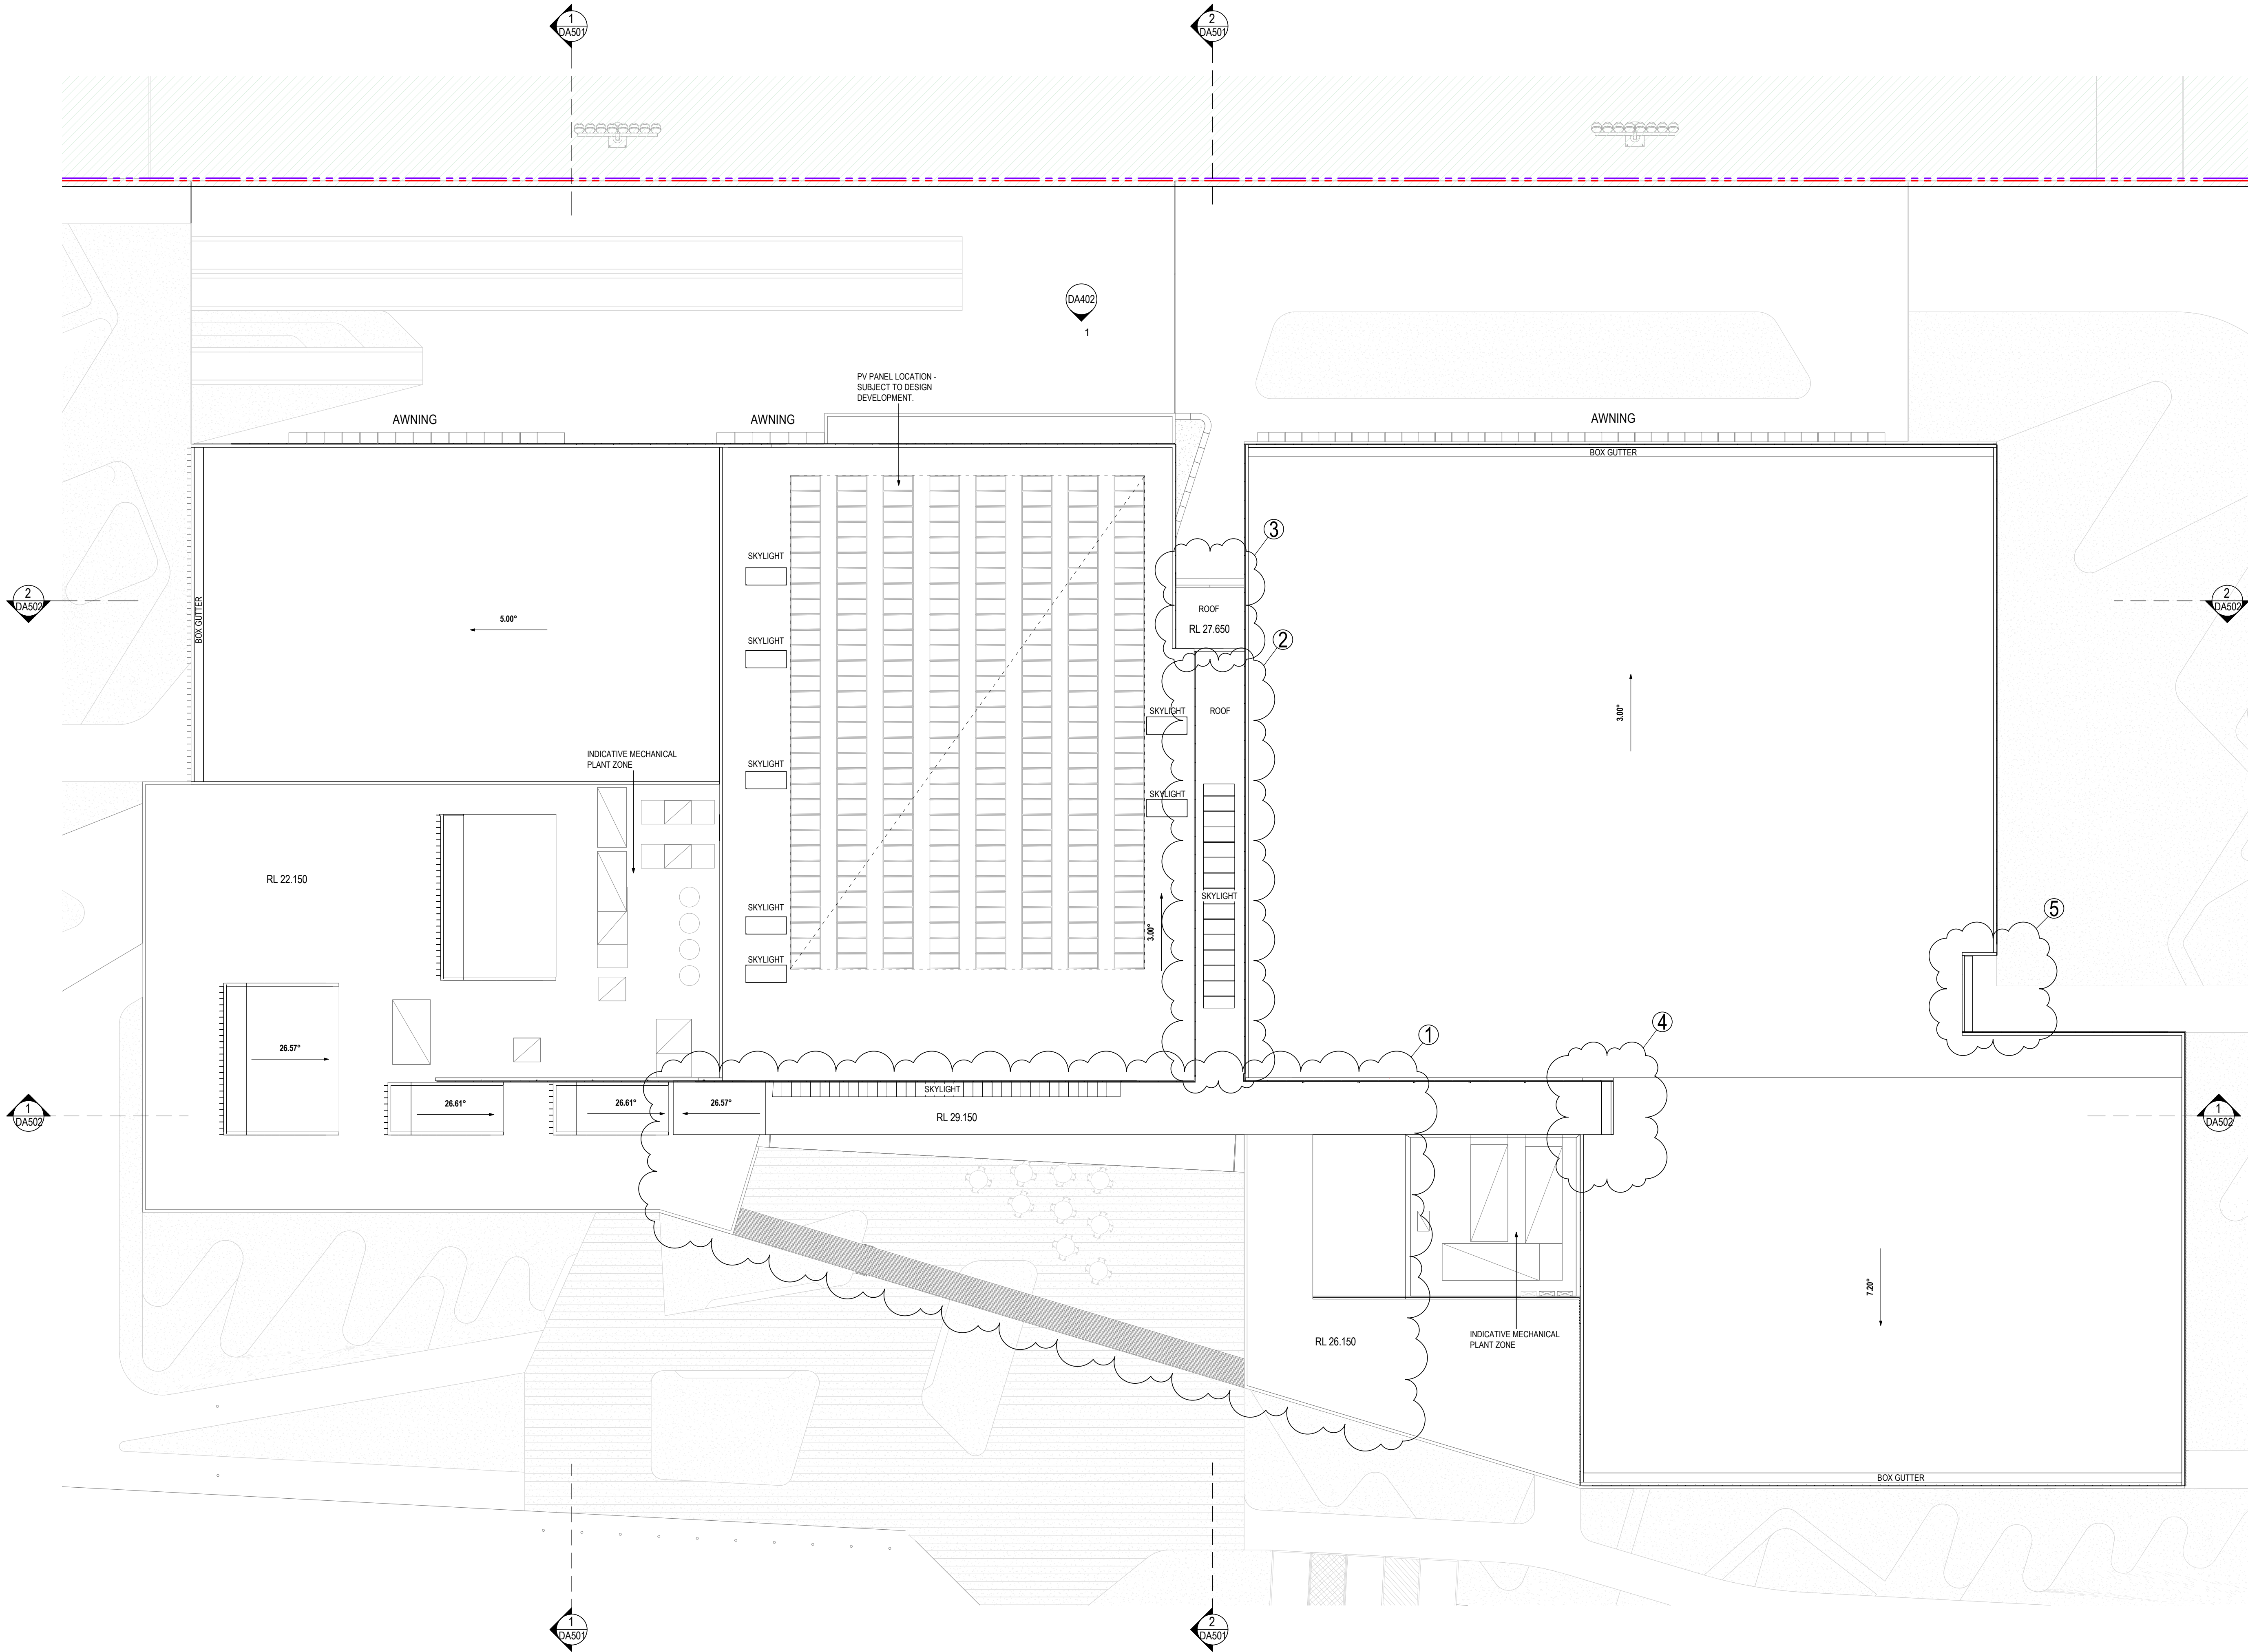 1
DA501
2
DA501
DA402
1
PV PANEL LOCATION -
SUBJECT TO DESIGN
DEVELOPMENT.
AWNING
AWNING
AWNING
BOX GUTTER
3
SKYLIGHT
2
DA502
BOX GUTTER
5.00°
ROOF
RL 27.650
2
DA502
SKYLIGHT
2
SKYLIGHT
ROOF
3.00°
INDICATIVE MECHANICAL
PLANT ZONE
SKYLIGHT
SKYLIGHT
RL 22.150
SKYLIGHT
SKYLIGHT
5
3.00°
SKYLIGHT
4
1
26.57°
SKYLIGHT
1
DA502
26.61°
26.61°
26.57°
RL 29.150
1
DA502
7.20°
RL 26.150
INDICATIVE MECHANICAL
PLANT ZONE
BOX GUTTER
1
DA501
2
DA501